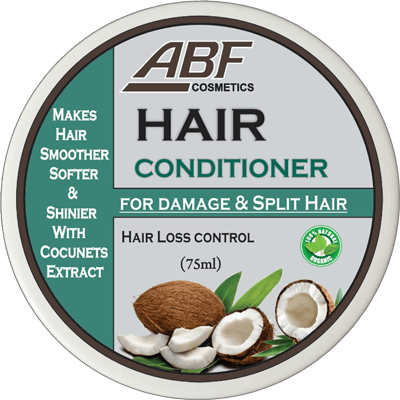 ABF
COSMETICS
HAIR
CONDITIONER
FOR DAMAGE & SPLIT HAIR
MAKES
HAIR
SMOOTHER
SOFTER
&
SHINIER
WITH
COCUNETS
EXTRACT
HAIR LOSS CONTROL
(75ml)
100% NATURAL
ORGANIC